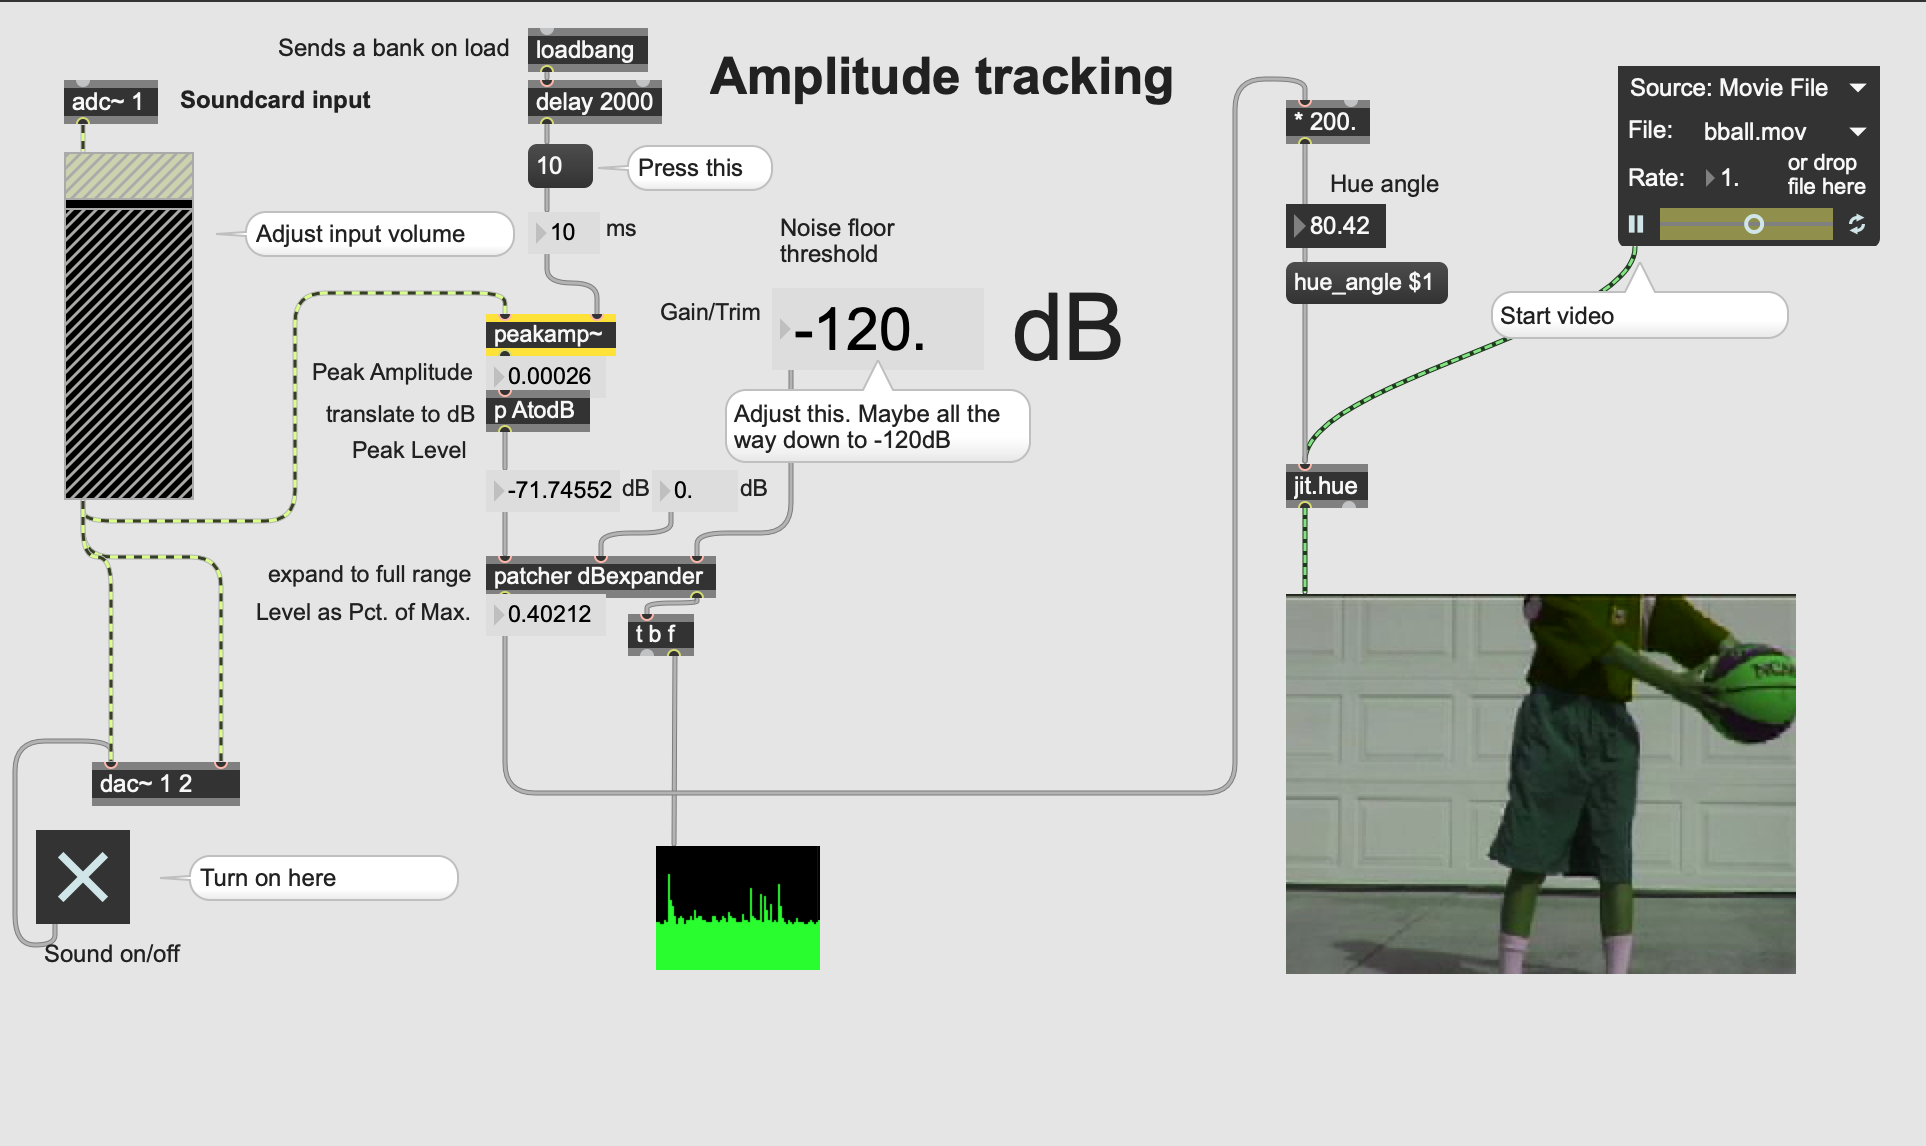 Sends a bank on load
loadbang
Amplitude tracking
adc~ 1
Soundcard input
delay 2000
* 200.
Source: Movie File
File:
bball.mov
Rate:
1.
or drop
file here
10
Press this
Hue angle
80.42
Adjust input volume
10
ms
Noise floor
threshold
hue_angle $1
Gain/Trim
-120.
dB
Start video
peakamp~
Peak Amplitude
0.00026
translate to dB
p AtodB
Adjust this. Maybe all the
way down to -120dB
Peak Level
-71.74552
dB
0.
dB
jit.hue
expand to full range
patcher dBexpander
Level as Pct. of Max.
0.40212
t b f
dac~ 1 2
Turn on here
Sound on/off